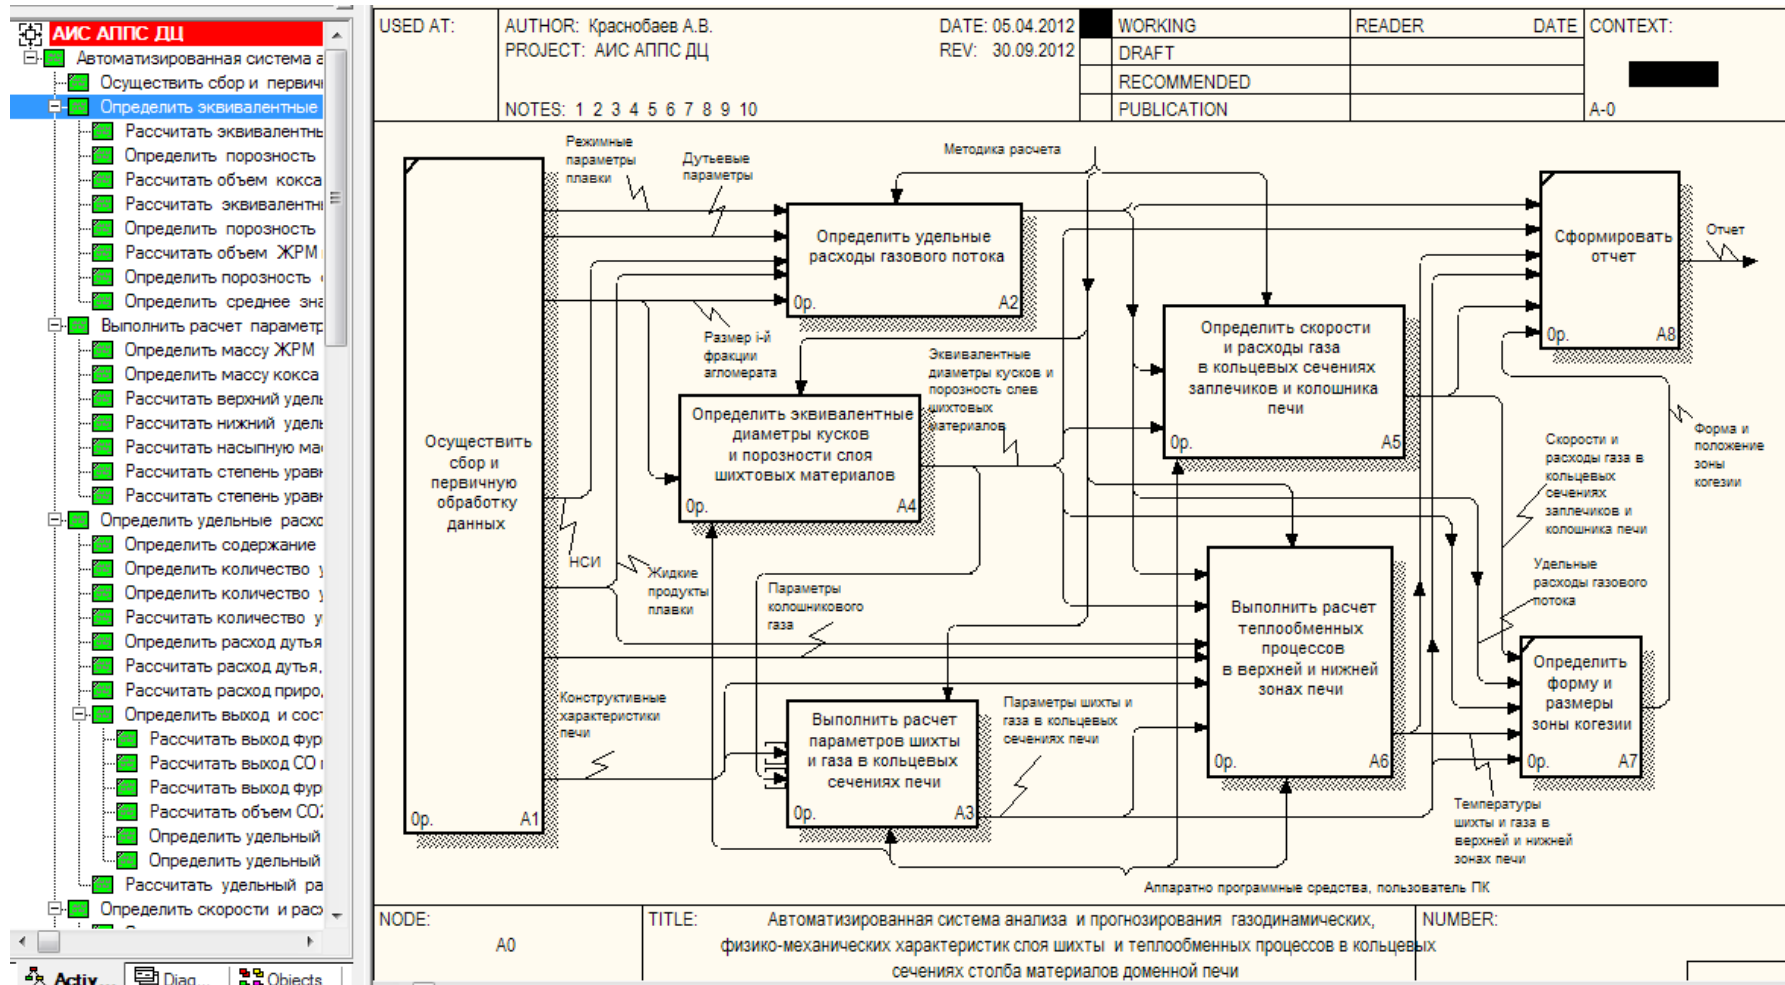 АИС АППС ДЦ
Автоматизированная система а
Осуществить сбор и первич
Определить эквивалентные
Рассчитать эквивалентнь
Определить порозность
Рассчитать объем кокса
Рассчитать эквивалентн
Определить порозность
Рассчитать объем ЖРМ
Определить порозность
Определить среднее зна
Выполнить расчет параметр
Определить массу ЖРМ
Определить массу кокса
Рассчитать верхний удель
Рассчитать нижний удель
Рассчитать насыпную ма
Рассчитать степень уравн
Рассчитать степень уравн
Определить удельные расхо
Определить содержание
Определить количество у
Определить количество у
Рассчитать количество у
Определить расход дутья
Рассчитать расход дутья,
Рассчитать расход приро,
Определить выход и сост
Рассчитать выход фур
Рассчитать выход СО
Рассчитать выход фур
Рассчитать объем СО2
Определить удельный
Определить удельный
Рассчитать удельный ра
Определить скорости и расх
Activ...
Diag...
Objects
USED AT:
AUTHOR: Краснобаев А.В.
DATE: 05.04.2012
PROJECT: АИС АППС ДЦ
REV: 30.09.2012
NOTES: 1 2 3 4 5 6 7 8 9 10
WORKING
DRAFT
RECOMMENDED
PUBLICATION
READER
DATE
CONTEXT:
A-0
Режимные
параметры
плавки
Дутьевые
параметры
Методика расчета
Определить удельные
расходы газового потока
0р.
A2
Сформировать
отчет
0р.
A8
Отчет
Размер i-й
фракции
агломерата
Эквивалентные
диаметры кусков и
порозность слев
шихтовых
материалов
Определить скорости
и расходы газа
в кольцевых сечениях
заплечиков и колошника
печи
0р.
A5
Определить эквивалентные
диаметры кусков
и порозности слоя
шихтовых материалов
0р.
A4
Осуществить
сбор и
первичную
обработку
данных
0р.
A1
Скорости и
расходы газа в
кольцевых
сечениях
заплечиков и
колошника печи
Форма и
положение
зоны
когезии
НСИ
Жидкие
продукты
плавки
Параметры
колошникового
газа
Удельные
расходы газового
потока
Выполнить расчет
теплообменных
процессов
в верхней и нижней
зонах печи
0р.
A6
Определить
форму и
размеры
зоны когезии
0р.
A7
Конструктивные
характеристики
печи
Выполнить расчет
параметров шихты
и газа в кольцевых
сечениях печи
0р.
A3
Параметры шихты и
газа в кольцевых
сечениях печи
Температуры
шихты и газа в
верхней и нижней
зонах печи
Аппаратно программные средства, пользователь ПК
NODE:
A0
TITLE:
Автоматизированная система анализа и прогнозирования газодинамических,
физико-механических характеристик слоя шихты и теплообменных процессов в кольцевых
сечениях столба материалов доменной печи
NUMBER: